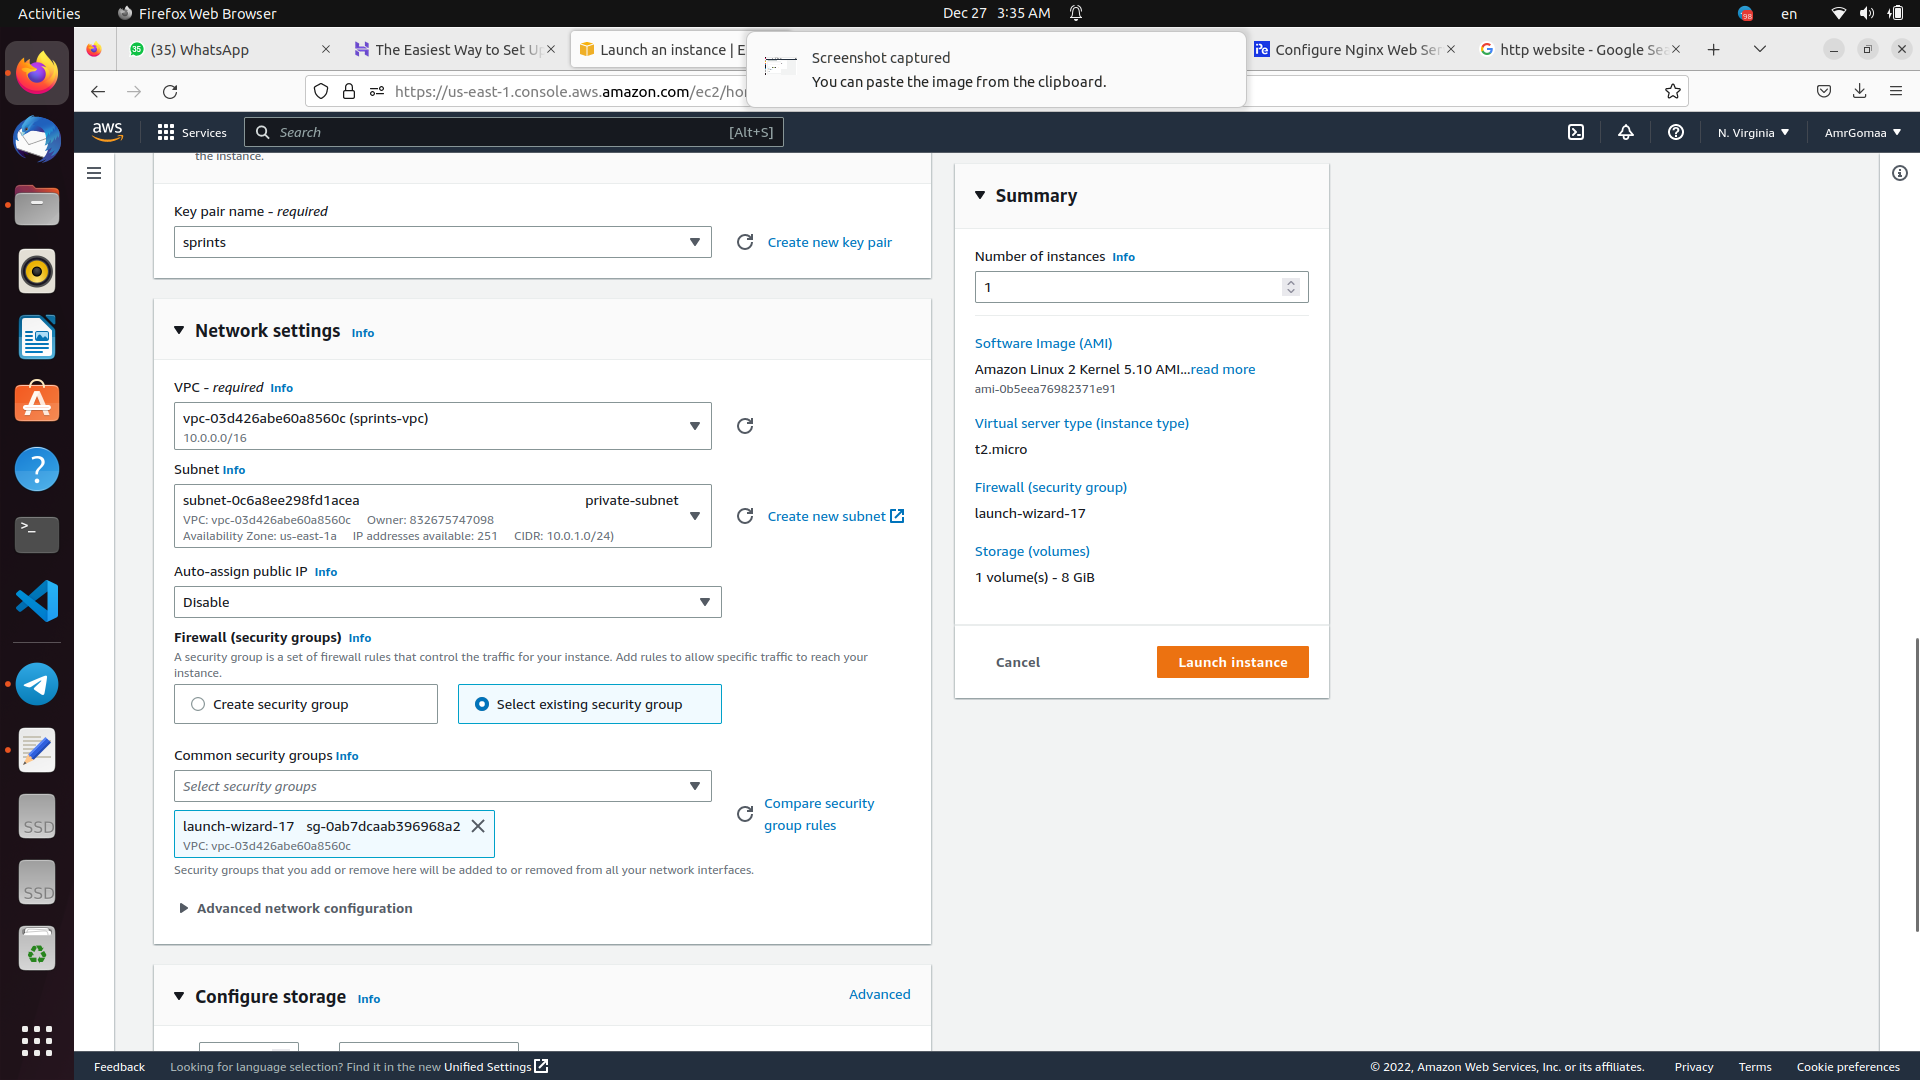 Activities
Firefox Web Browser
Dec 27 3:35 AM
98
en
35
(35) WhatsApp
The Easiest Way to Set Up
Launch an instance | E
Configure Nginx Web Ser
http website - Google Sea
Screenshot captured
You can paste the image from the clipboard.
https://us-east-1.console.aws.amazon.com/ec2/ho
aws
Services
Search
[Alt+S]
N. Virginia
AmrGomaa
the instance.
Key pair name - required
sprints
Create new key pair
Network settings Info
VPC - required Info
vpc-03d426abe60a8560c (sprints-vpc)
10.0.0.0/16
Subnet Info
subnet-0c6a8ee298fd1acea private-subnet
VPC: vpc-03d426abe60a8560c Owner: 832675747098
Availability Zone: us-east-1a IP addresses available: 251 CIDR: 10.0.1.0/24)
Create new subnet
Auto-assign public IP Info
Disable
Firewall (security groups) Info
A security group is a set of firewall rules that control the traffic for your instance. Add rules to allow specific traffic to reach your
instance.
Create security group
Select existing security group
Common security groups Info
Select security groups
launch-wizard-17 sg-0ab7dcaab396968a2
VPC: vpc-03d426abe60a8560c
Compare security
group rules
Security groups that you add or remove here will be added to or removed from all your network interfaces.
Advanced network configuration
Configure storage Info
Advanced
Summary
Number of instances Info
1
Software Image (AMI)
Amazon Linux 2 Kernel 5.10 AMI...read more
ami-0b5eea76982371e91
Virtual server type (instance type)
t2.micro
Firewall (security group)
launch-wizard-17
Storage (volumes)
1 volume(s) - 8 GiB
Cancel
Launch instance
SSD
SSD
Feedback
Looking for language selection? Find it in the new Unified Settings
© 2022, Amazon Web Services, Inc. or its affiliates.
Privacy
Terms
Cookie preferences